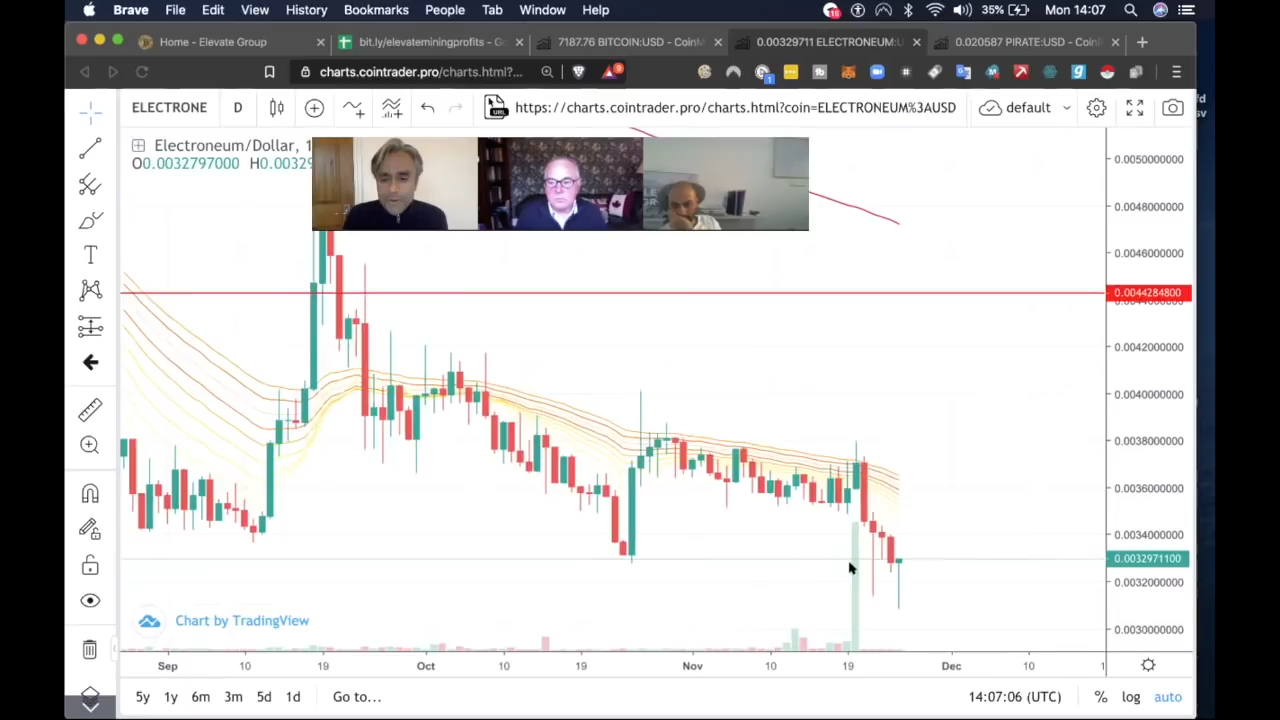 Brave File Edit View History Bookmarks People Tab Window Help 35% Mon 14:07
Home - Elevate Group bit.ly/elevateminingprofits - Go 7187.76 BITCOIN:USD - CoinM 0.00329711 ELECTRONEUM:U 0.020587 PIRATE:USD - CoinP
charts.cointrader.pro/charts.html?...
ELECTRONE D https://charts.cointrader.pro/charts.html?coin=ELECTRONEUM%3AUSD default
Electroneum/Dollar, 1
O0.0032797000 H0.00329
0.0050000000
0.0048000000
0.0046000000
0.0044284800
0.0042000000
0.0040000000
0.0038000000
0.0036000000
0.0034000000
0.0032971100
0.0032000000
0.0030000000
Chart by TradingView
Sep 10 19 Oct 10 19 Nov 10 19 Dec 10 1
5y 1y 6m 3m 5d 1d Go to... 14:07:06 (UTC) % log auto